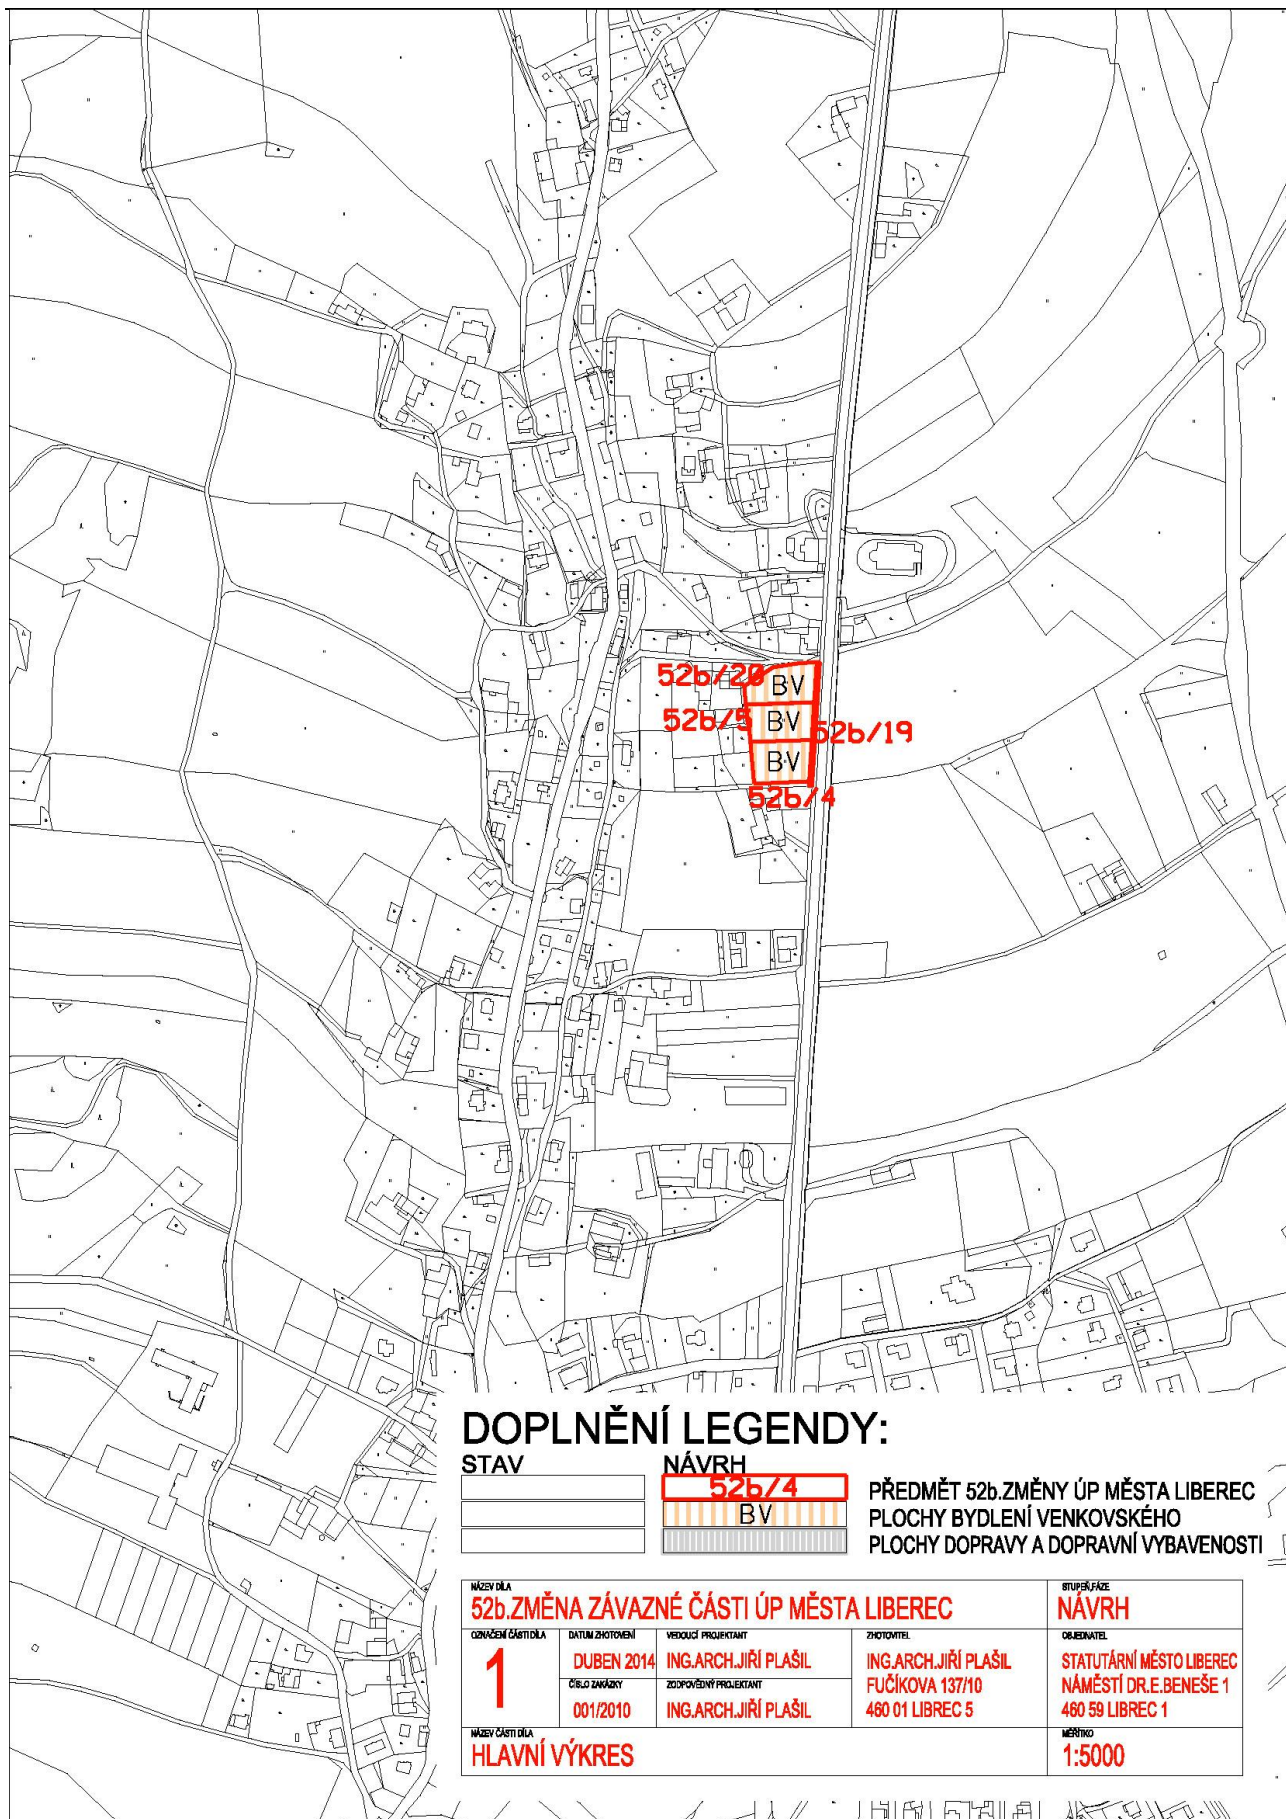 52b/20
BV
52b/5
BV
52b/19
BV
52b/4
DOPLNĚNÍ LEGENDY:
STAV
NÁVRH
52b/4
PŘEDMĚT 52b.ZMĚNY ÚP MĚSTA LIBEREC
BV
PLOCHY BYDLENÍ VENKOVSKÉHO
PLOCHY DOPRAVY A DOPRAVNÍ VYBAVENOSTI
NÁZEV DÍLA
52b.ZMĚNA ZÁVAZNÉ ČÁSTI ÚP MĚSTA LIBEREC
STUPEŇ,FÁZE
NÁVRH
OZNAČENÍ ČÁSTI DÍLA
1
DATUM ZHOTOVENÍ
DUBEN 2014
VEDOUCÍ PROJEKTANT
ING.ARCH.JIŘÍ PLAŠIL
ČÍSLO ZAKÁZKY
001/2010
ZODPOVĚDNÝ PROJEKTANT
ING.ARCH.JIŘÍ PLAŠIL
ZHOTOVITEL
ING.ARCH.JIŘÍ PLAŠIL
FUČÍKOVA 137/10
460 01 LIBREC 5
OBJEDNATEL
STATUTÁRNÍ MĚSTO LIBEREC
NÁMĚSTÍ DR.E.BENEŠE 1
460 59 LIBREC 1
NÁZEV ČÁSTI DÍLA
HLAVNÍ VÝKRES
MĚŘÍTKO
1:5000